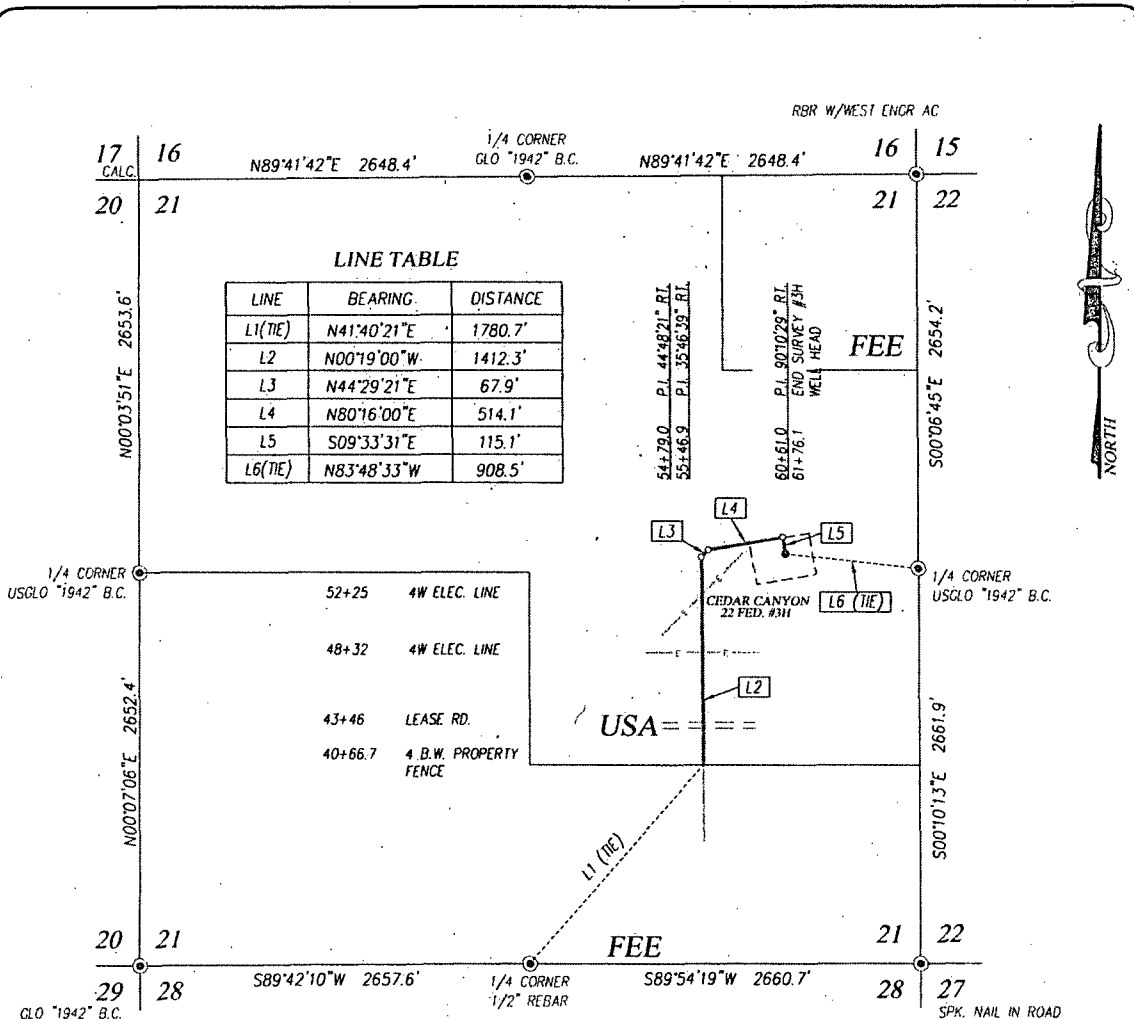 RBR W/WEST ENGR AC
17 16
CALC.
20 21
N89°41'42"E 2648.4'
1/4 CORNER
GLO "1942" B.C.
N89°41'42"E 2648.4'
16 15
21 22
LINE TABLE
LINE BEARING DISTANCE
L1(TIE) N41°40'21"E 1780.7'
L2 N00°19'00"W 1412.3'
L3 N44°29'21"E 67.9'
L4 N80°16'00"E 514.1'
L5 S09°33'31"E 115.1'
L6(TIE) N83°48'33"W 908.5'
N00°03'51"E 2653.6'
54+79.0 P.I. 44°48'21" RT.
55+46.9 P.I. 35°46'39" RT.
60+61.0 P.I. 90°10'29" RT.
61+76.1 END SURVEY #3H
WELL HEAD
FEE
S00°06'45"E 2654.2'
NORTH
L3
L4
L5
1/4 CORNER
USGLO "1942" B.C.
CEDAR CANYON
22 FED. #3H
L6 (TIE)
1/4 CORNER
USGLO "1942" B.C.
52+25 4W ELEC. LINE
48+32 4W ELEC. LINE
E E
L2
43+46 LEASE RD.
USA
40+66.7 4 B.W. PROPERTY
FENCE
N00°07'06"E 2652.4'
S00°10'13"E 2661.9'
L1 (TIE)
20 21
29 28
GLO "1942" B.C.
S89°42'10"W 2657.6'
1/4 CORNER
1/2" REBAR
FEE
S89°54'19"W 2660.7'
21 22
28 27
SPK. NAIL IN ROAD